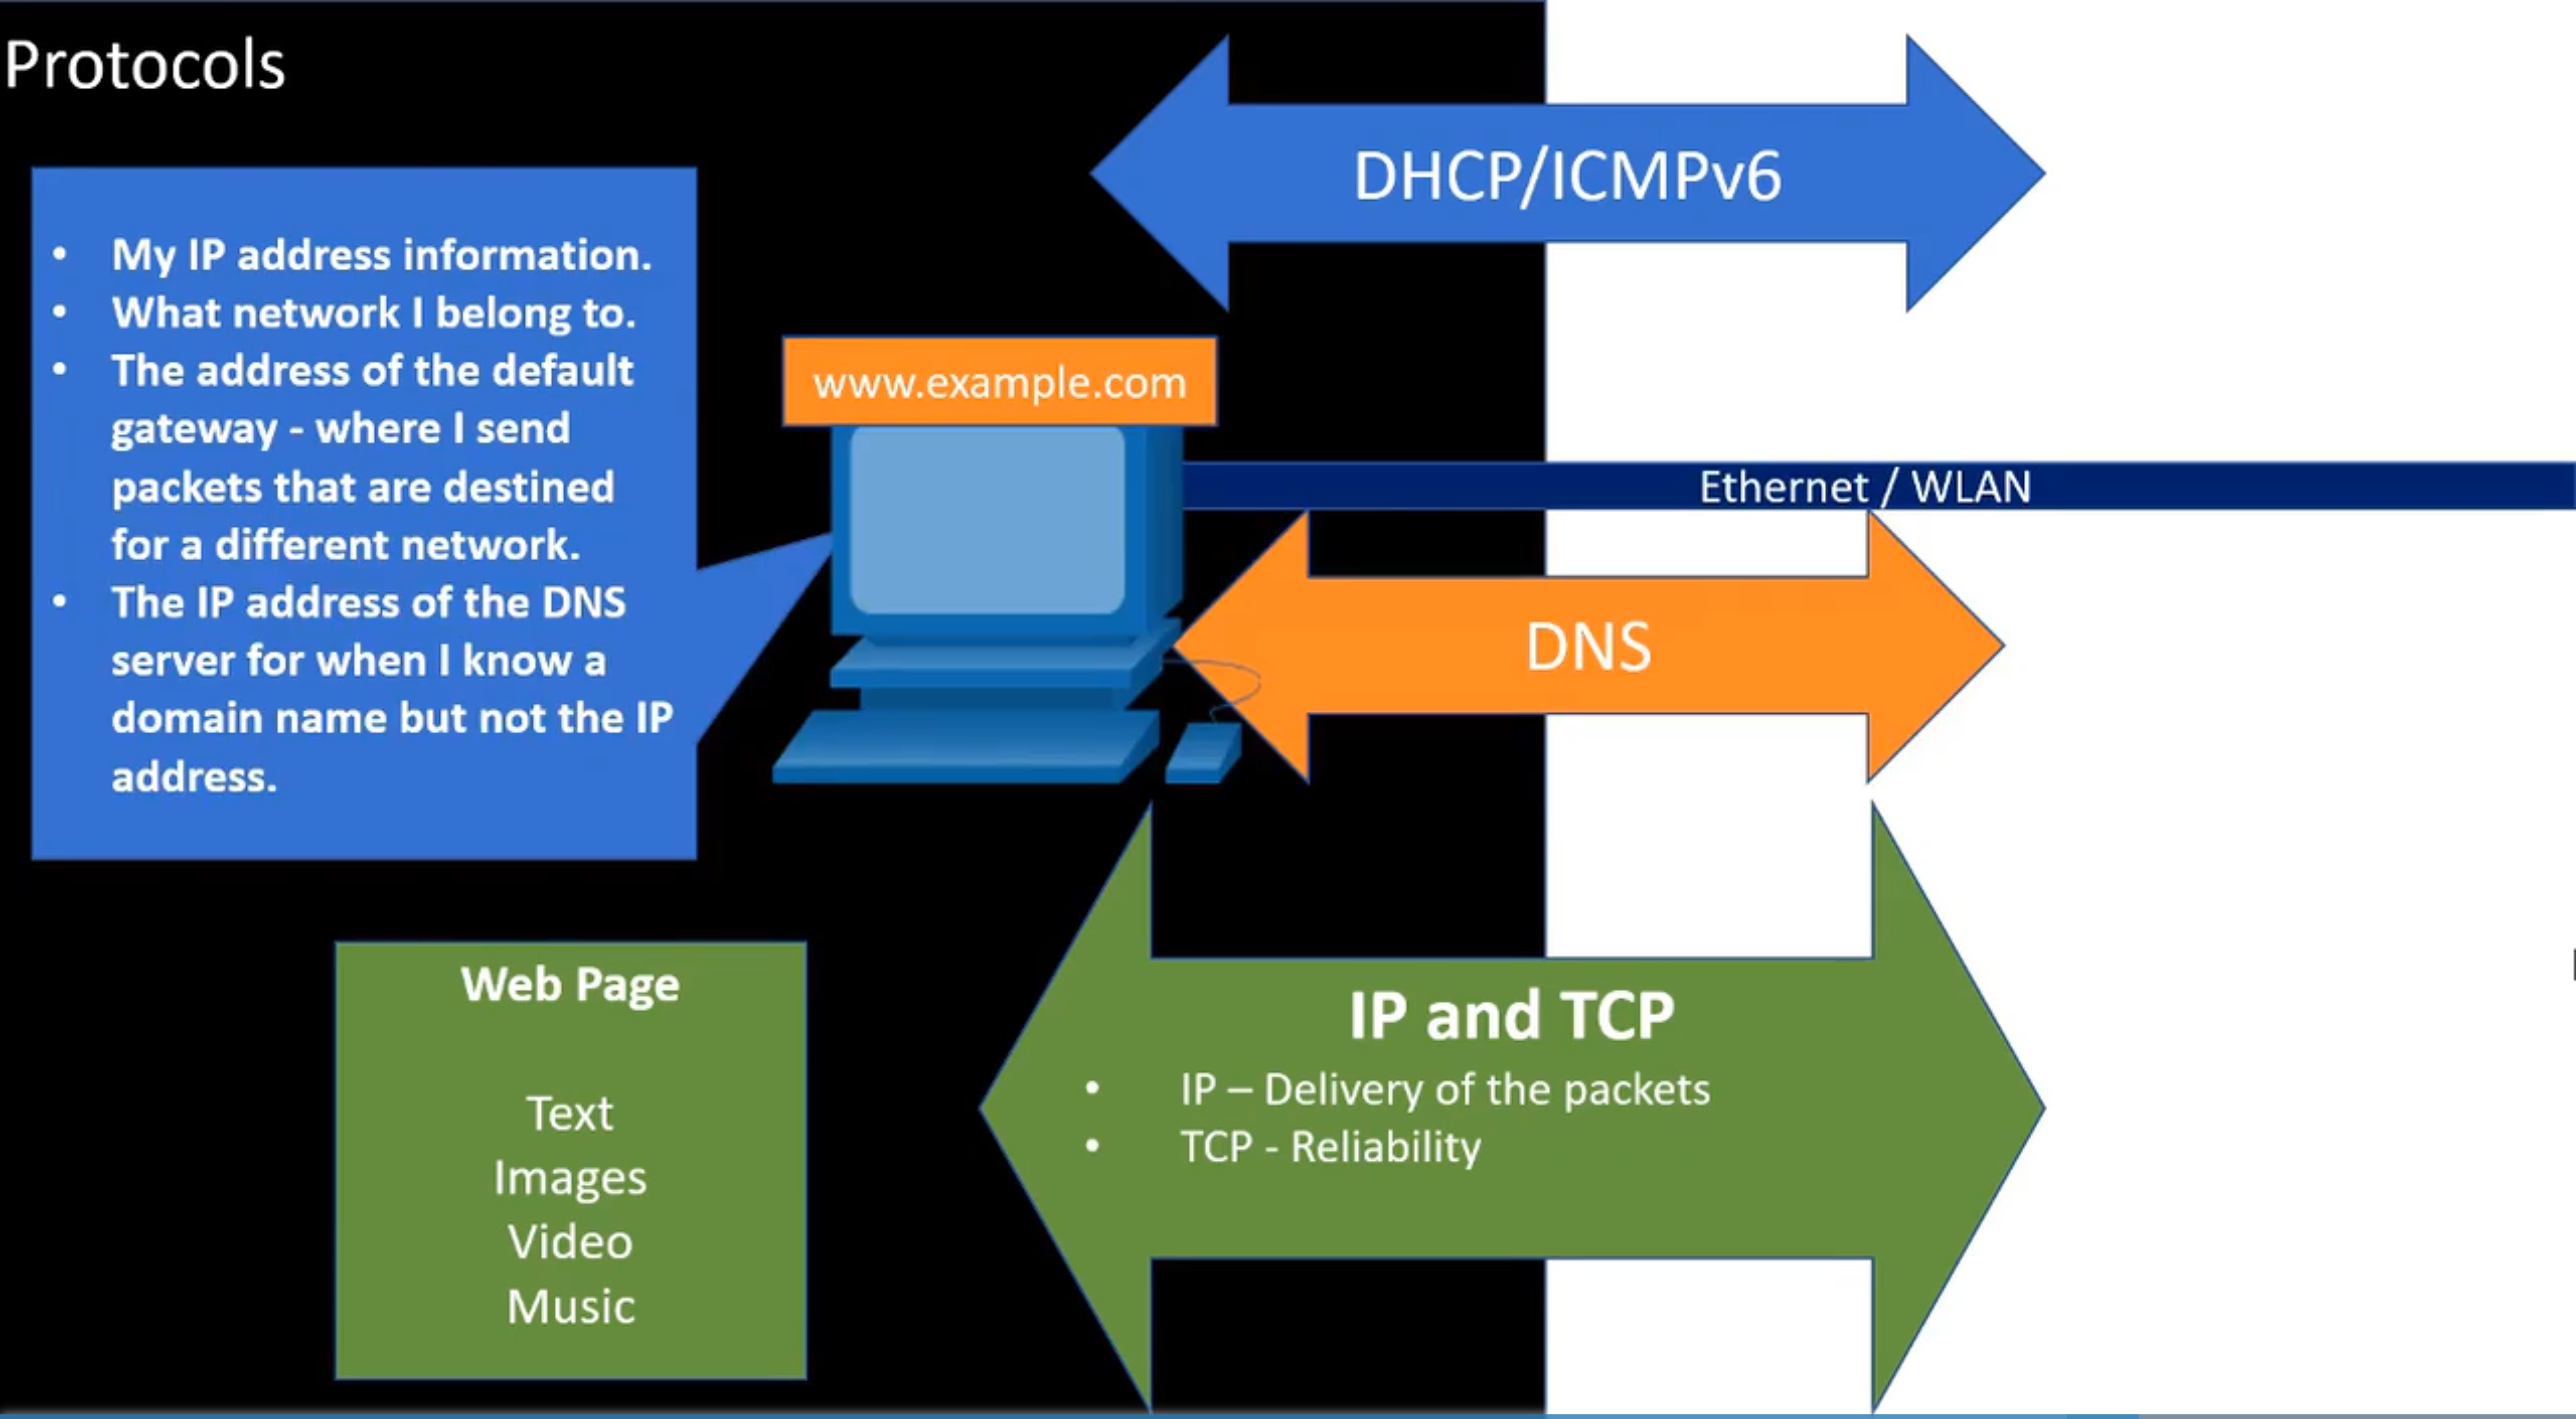 Protocols
• My IP address information.
• What network I belong to.
• The address of the default
gateway - where I send
packets that are destined
for a different network.
• The IP address of the DNS
server for when I know a
domain name but not the IP
address.
DHCP/ICMPv6
www.example.com
Ethernet / WLAN
DNS
Web Page
Text
Images
Video
Music
IP and TCP
• IP – Delivery of the packets
• TCP - Reliability